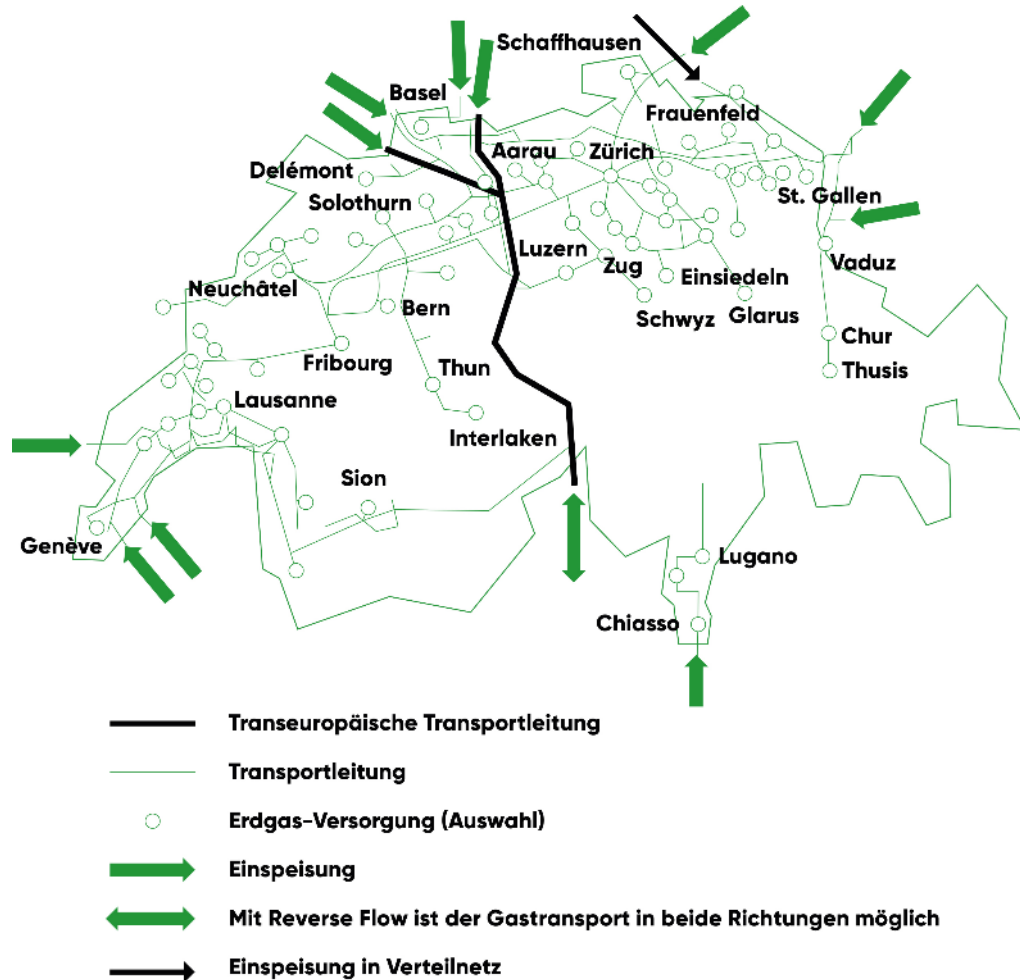 Schaffhausen
Basel
Frauenfeld
Aarau
Zürich
Delémont
St. Gallen
Solothurn
Luzern
Zug
Vaduz
Einsiedeln
Neuchâtel
Bern
Schwyz
Glarus
Chur
Fribourg
Thun
Thusis
Lausanne
Interlaken
Sion
Genève
Lugano
Chiasso
Transeuropäische Transportleitung
Transportleitung
Erdgas-Versorgung (Auswahl)
Einspeisung
Mit Reverse Flow ist der Gastransport in beide Richtungen möglich
Einspeisung in Verteilnetz